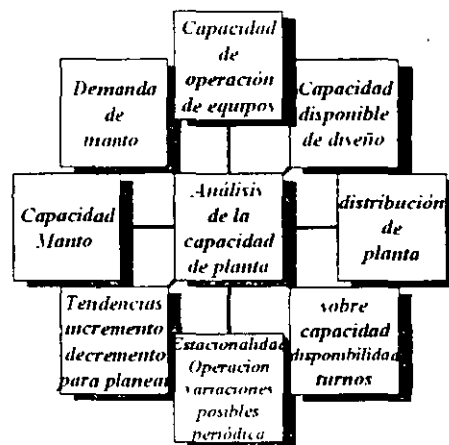 Capacidad
de
operación
de equipos
Demanda
de
manto
Capacidad
disponible
de diseño
Capacidad
Manto
Análisis
de la
capacidad
de planta
distribución
de
planta
Tendencias
incremento
decremento
para planear
Estacionalidad
Operacion
variaciones
posibles
periódica
sobre
capacidad
disponibilidad
turnos